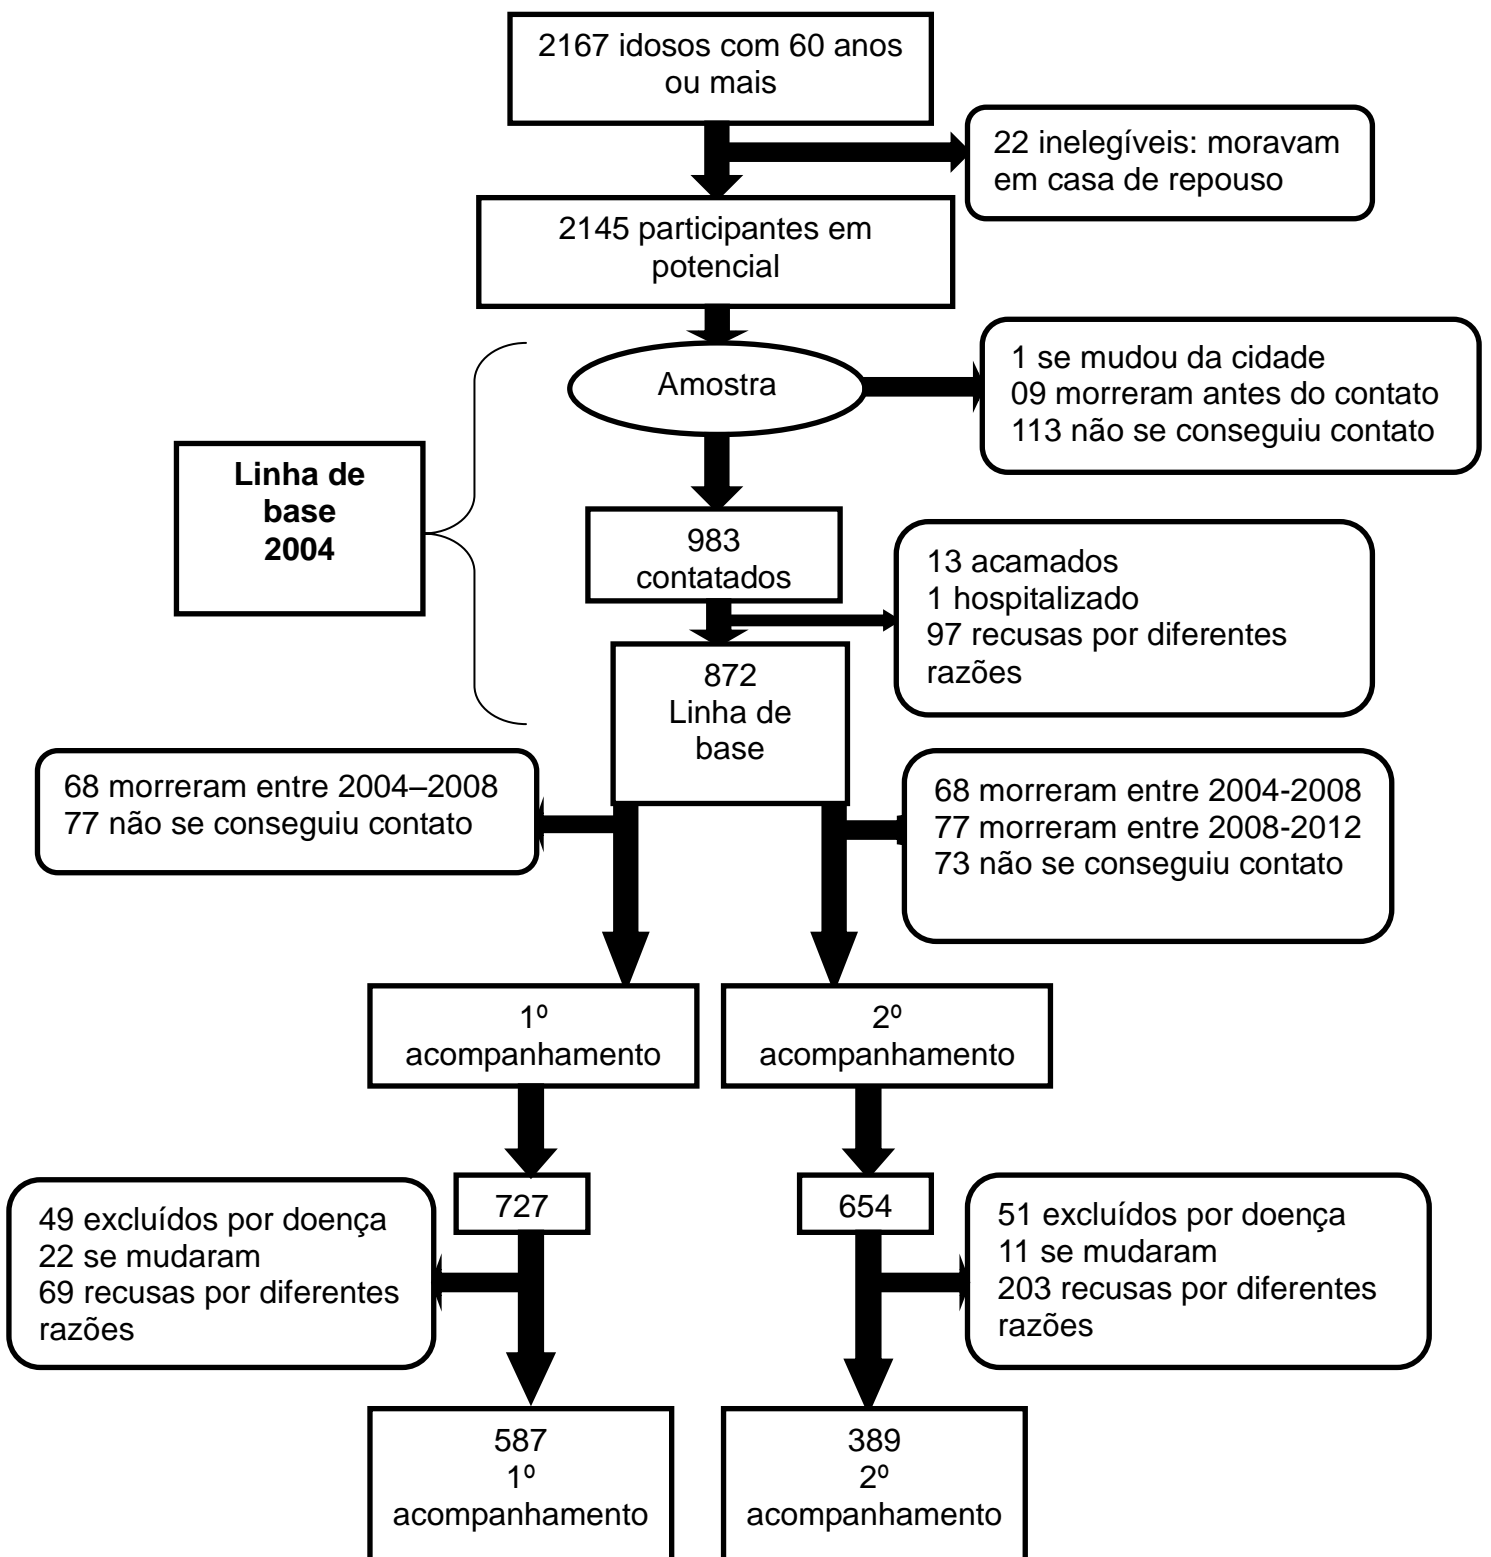 2167 idosos com 60 anos
ou mais
22 inelegíveis: moravam
em casa de repouso
2145 participantes em
potencial
Amostra
1 se mudou da cidade
09 morreram antes do contato
113 não se conseguiu contato
Linha de
base
2004
983
contatados
13 acamados
1 hospitalizado
97 recusas por diferentes
razões
872
Linha de
base
68 morreram entre 2004–2008
77 não se conseguiu contato
68 morreram entre 2004-2008
77 morreram entre 2008-2012
73 não se conseguiu contato
1º
acompanhamento
2º
acompanhamento
727
654
49 excluídos por doença
22 se mudaram
69 recusas por diferentes
razões
51 excluídos por doença
11 se mudaram
203 recusas por diferentes
razões
587
1º
acompanhamento
389
2º
acompanhamento